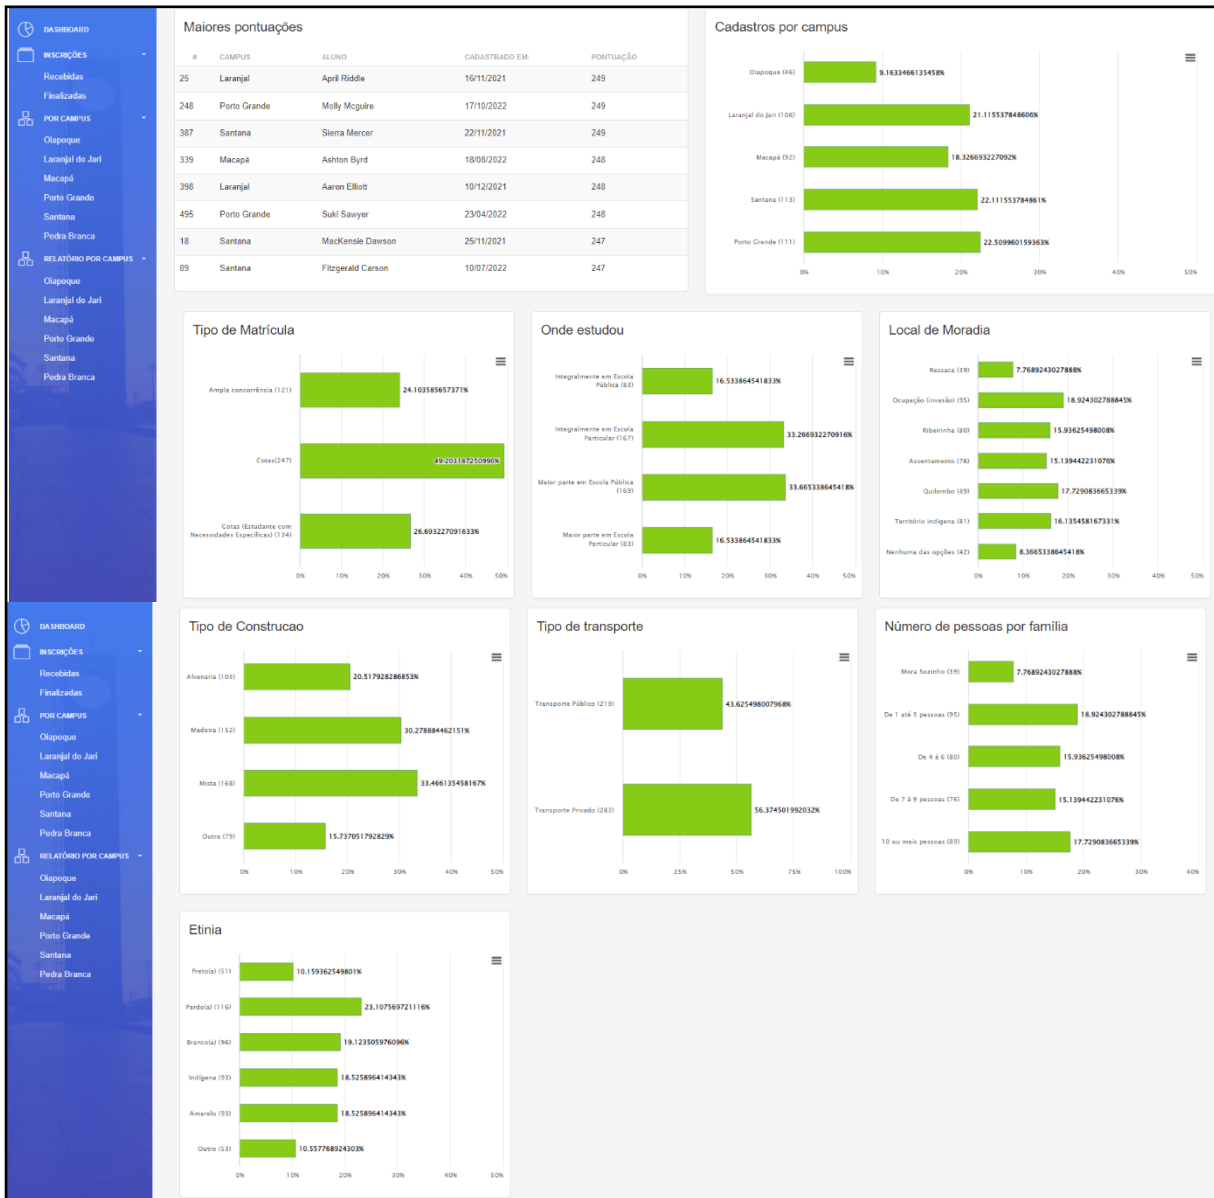 DASHBOARD
INSCRIÇÕES
Recebidas
Finalizadas
POR CAMPUS
Oiapoque
Laranjal do Jari
Macapá
Porto Grande
Santana
Pedra Branca
RELATÓRIO POR CAMPUS
Oiapoque
Laranjal do Jari
Macapá
Porto Grande
Santana
Pedra Branca
Maiores pontuações
# CAMPUS ALUNO CADASTRADO EM: PONTUAÇÃO
25 Laranjal April Riddle 16/11/2021 249
248 Porto Grande Molly Mcguire 17/10/2022 249
387 Santana Sierra Mercer 22/11/2021 249
339 Macapá Ashton Byrd 18/08/2022 248
398 Laranjal Aaron Elliott 10/12/2021 248
495 Porto Grande Suki Sawyer 23/04/2022 248
18 Santana MacKensie Dawson 25/11/2021 247
89 Santana Fitzgerald Carson 10/07/2022 247
Cadastros por campus
Oiapoque (46) 9.1633466135458%
Laranjal do Jari (106) 21.115537848606%
Macapá (92) 18.326693227092%
Santana (113) 22.111553784861%
Porto Grande (111) 22.509960159363%
0% 10% 20% 30% 40% 50%
Tipo de Matrícula
Ampla concorrência (121) 24.103585657371%
Cotas(247) 49.203187250996%
Cotas (Estudante com
Necessidades Específicas) (134) 26.693227091633%
0% 10% 20% 30% 40% 50%
Onde estudou
Integralmente em Escola
Pública (83) 16.533864541833%
Integralmente em Escola
Particular (167) 33.266932270916%
Maior parte em Escola Pública
(169) 33.665338645418%
Maior parte em Escola
Particular (83) 16.533864541833%
0% 10% 20% 30% 40% 50%
Local de Moradia
Ressaca (39) 7.7689243027888%
Ocupeção (invasão) (95) 18.924302788845%
Ribeirinha (80) 15.93625498008%
Assentamento (76) 15.139442231076%
Quilombo (89) 17.729083665339%
Território indígena (81) 16.135458167331%
Nenhuma das opções (42) 8.3665338645418%
0% 10% 20% 30% 40% 50%
DASHBOARD
INSCRIÇÕES
Recebidas
Finalizadas
POR CAMPUS
Oiapoque
Laranjal do Jari
Macapá
Porto Grande
Santana
Pedra Branca
RELATÓRIO POR CAMPUS
Oiapoque
Laranjal do Jari
Macapá
Porto Grande
Santana
Pedra Branca
Tipo de Construcao
Alvenaria (103) 20.517928286853%
Madeira (152) 30.278884462151%
Mista (168) 33.466135458167%
Outro (79) 15.737051792829%
0% 10% 20% 30% 40% 50%
Tipo de transporte
Transporte Público (219) 43.625498007968%
Transporte Privado (283) 56.374501992032%
0% 25% 50% 75% 100%
Número de pessoas por família
Mora Sozinho (39) 7.7689243027888%
De 1 até 3 pessoas (95) 18.924302788845%
De 4 á 6 (80) 15.93625498008%
De 7 à 9 pessoas (76) 15.139442231076%
10 ou mais pessoas (89) 17.729083665339%
0% 10% 20% 30% 40%
Etinia
Preto(a) (51) 10.159362549801%
Pardo(a) (116) 23.107569721116%
Branco(a) (96) 19.123505976096%
Indígena (93) 18.525896414343%
Amarelo (93) 18.525896414343%
Outro (53) 10.557768924303%
0% 10% 20% 30% 40% 50%